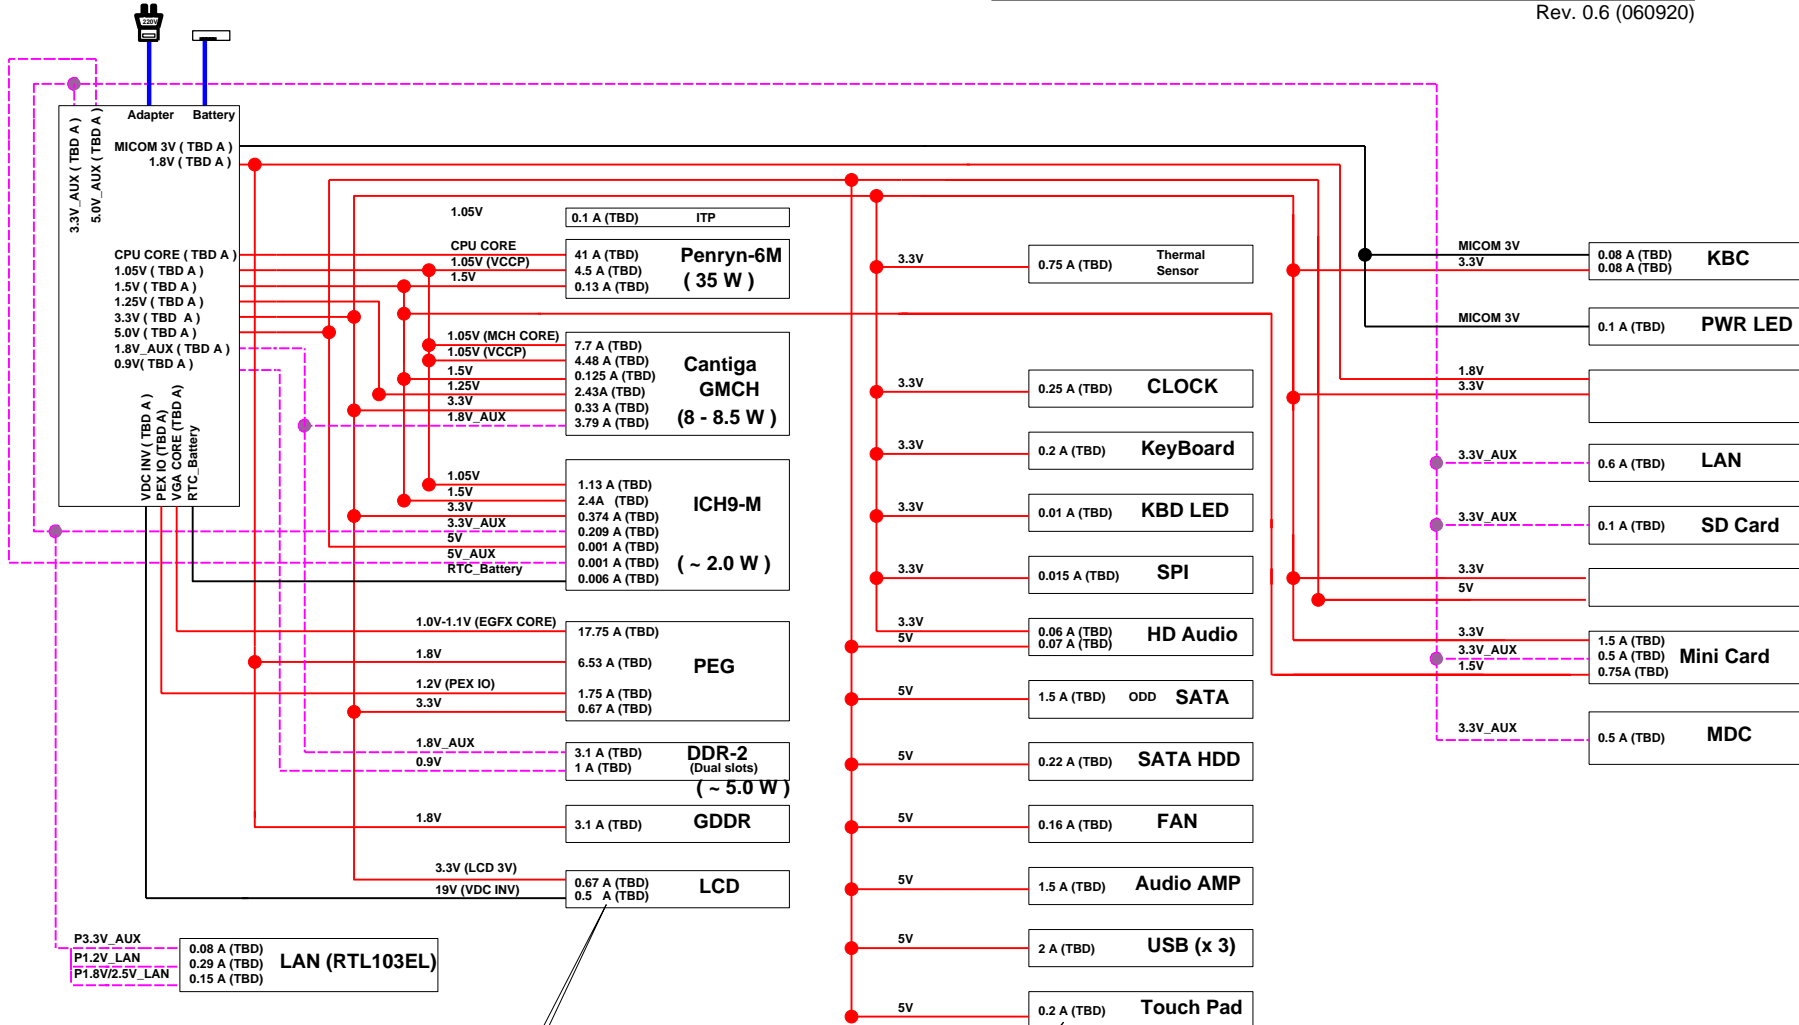 Rev. 0.6 (060920)
220V
Adapter
Battery
3.3V_AUX ( TBD A )
5.0V_AUX ( TBD A )
MICOM 3V ( TBD A )
1.8V ( TBD A )
CPU CORE ( TBD A )
1.05V ( TBD A )
1.5V ( TBD A )
1.25V ( TBD A )
3.3V ( TBD A )
5.0V ( TBD A )
1.8V_AUX ( TBD A )
0.9V( TBD A )
VDC INV ( TBD A )
PEX IO (TBD A)
VGA CORE (TBD A)
RTC_Battery
1.05V
0.1 A (TBD) ITP
CPU CORE
1.05V (VCCP)
1.5V
41 A (TBD)
4.5 A (TBD)
0.13 A (TBD)
Penryn-6M
( 35 W )
1.05V (MCH CORE)
1.05V (VCCP)
1.5V
1.25V
3.3V
1.8V_AUX
7.7 A (TBD)
4.48 A (TBD)
0.125 A (TBD)
2.43A (TBD)
0.33 A (TBD)
3.79 A (TBD)
Cantiga
GMCH
(8 - 8.5 W )
1.05V
1.5V
3.3V
3.3V_AUX
5V
5V_AUX
RTC_Battery
1.13 A (TBD)
2.4A (TBD)
0.374 A (TBD)
0.209 A (TBD)
0.001 A (TBD)
0.001 A (TBD)
0.006 A (TBD)
ICH9-M
( ~ 2.0 W )
1.0V-1.1V (EGFX CORE)
1.8V
1.2V (PEX IO)
3.3V
17.75 A (TBD)
6.53 A (TBD)
1.75 A (TBD)
0.67 A (TBD)
PEG
1.8V_AUX
0.9V
3.1 A (TBD)
1 A (TBD)
DDR-2
(Dual slots)
( ~ 5.0 W )
1.8V
3.1 A (TBD) GDDR
3.3V (LCD 3V)
19V (VDC INV)
0.67 A (TBD)
0.5 A (TBD)
LCD
P3.3V_AUX
P1.2V_LAN
P1.8V/2.5V_LAN
0.08 A (TBD)
0.29 A (TBD)
0.15 A (TBD)
LAN (RTL103EL)
3.3V
0.75 A (TBD)
Thermal
Sensor
3.3V
0.25 A (TBD) CLOCK
3.3V
0.2 A (TBD) KeyBoard
3.3V
0.01 A (TBD) KBD LED
3.3V
0.015 A (TBD) SPI
3.3V
5V
0.06 A (TBD)
0.07 A (TBD)
HD Audio
5V
1.5 A (TBD) ODD SATA
5V
0.22 A (TBD) SATA HDD
5V
0.16 A (TBD) FAN
5V
1.5 A (TBD) Audio AMP
5V
2 A (TBD) USB (x 3)
5V
0.2 A (TBD) Touch Pad
MICOM 3V
3.3V
0.08 A (TBD)
0.08 A (TBD)
KBC
MICOM 3V
0.1 A (TBD) PWR LED
1.8V
3.3V
3.3V_AUX
0.6 A (TBD) LAN
3.3V_AUX
0.1 A (TBD) SD Card
3.3V
5V
3.3V
3.3V_AUX
1.5V
1.5 A (TBD)
0.5 A (TBD)
0.75A (TBD)
Mini Card
3.3V_AUX
0.5 A (TBD) MDC